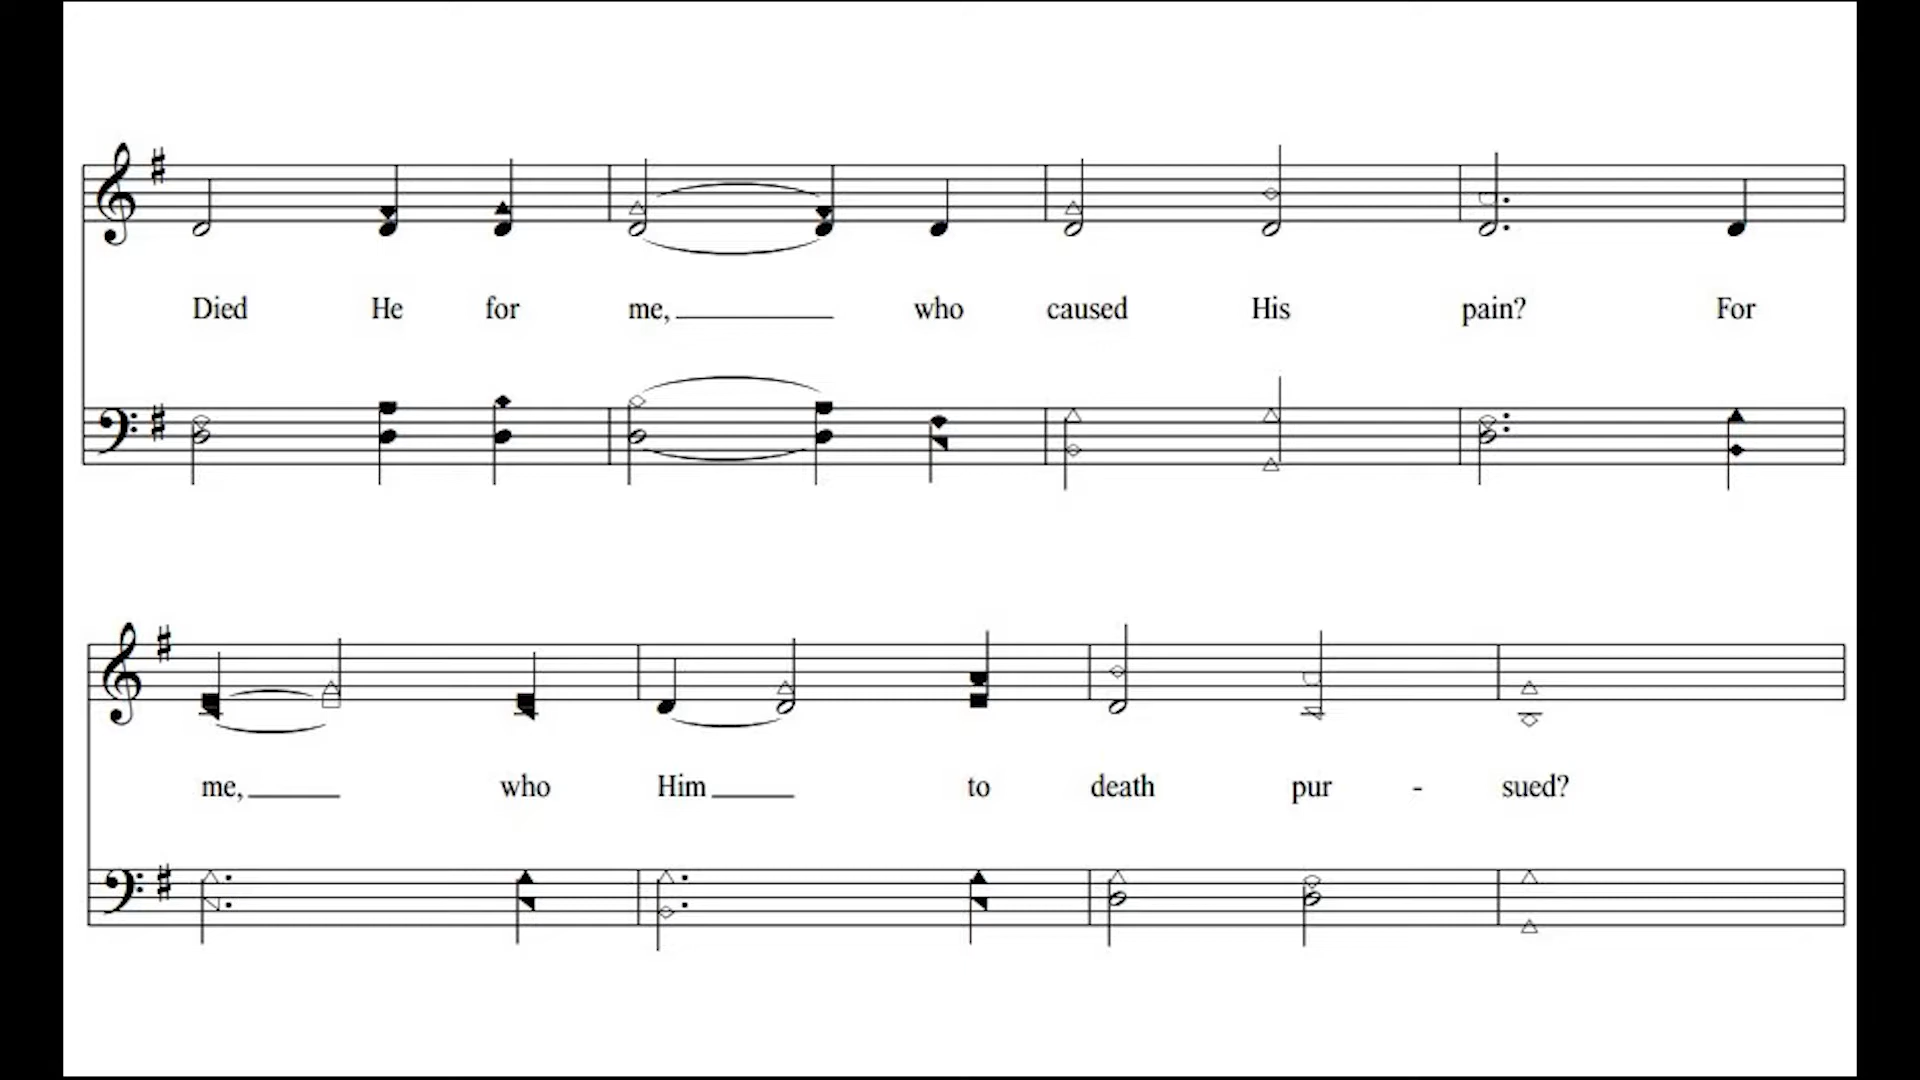 Died He for me, who caused His pain? For
me, who Him to death pur - sued?